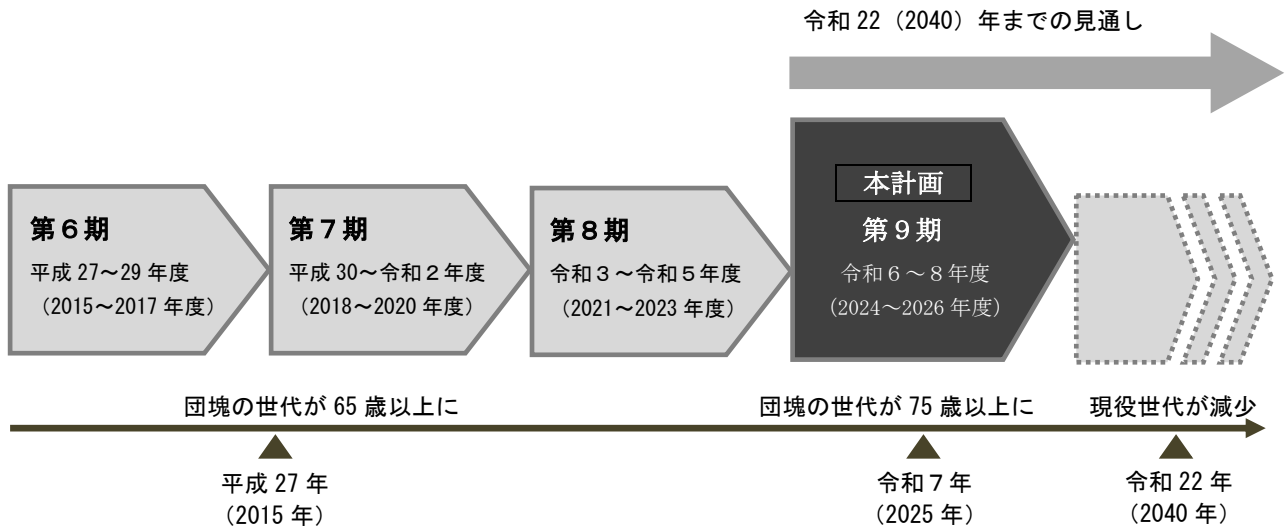 令和 22（2040）年までの見通し
第６期
平成 27～29 年度
（2015～2017 年度）
第７期
平成 30～令和２年度
（2018～2020 年度）
第８期
令和３～令和５年度
（2021～2023 年度）
本計画
第９期
令和６～８年度
（2024～2026 年度）
団塊の世代が 65 歳以上に
団塊の世代が 75 歳以上に
現役世代が減少
平成 27 年
（2015 年）
令和７年
（2025 年）
令和 22 年
（2040 年）